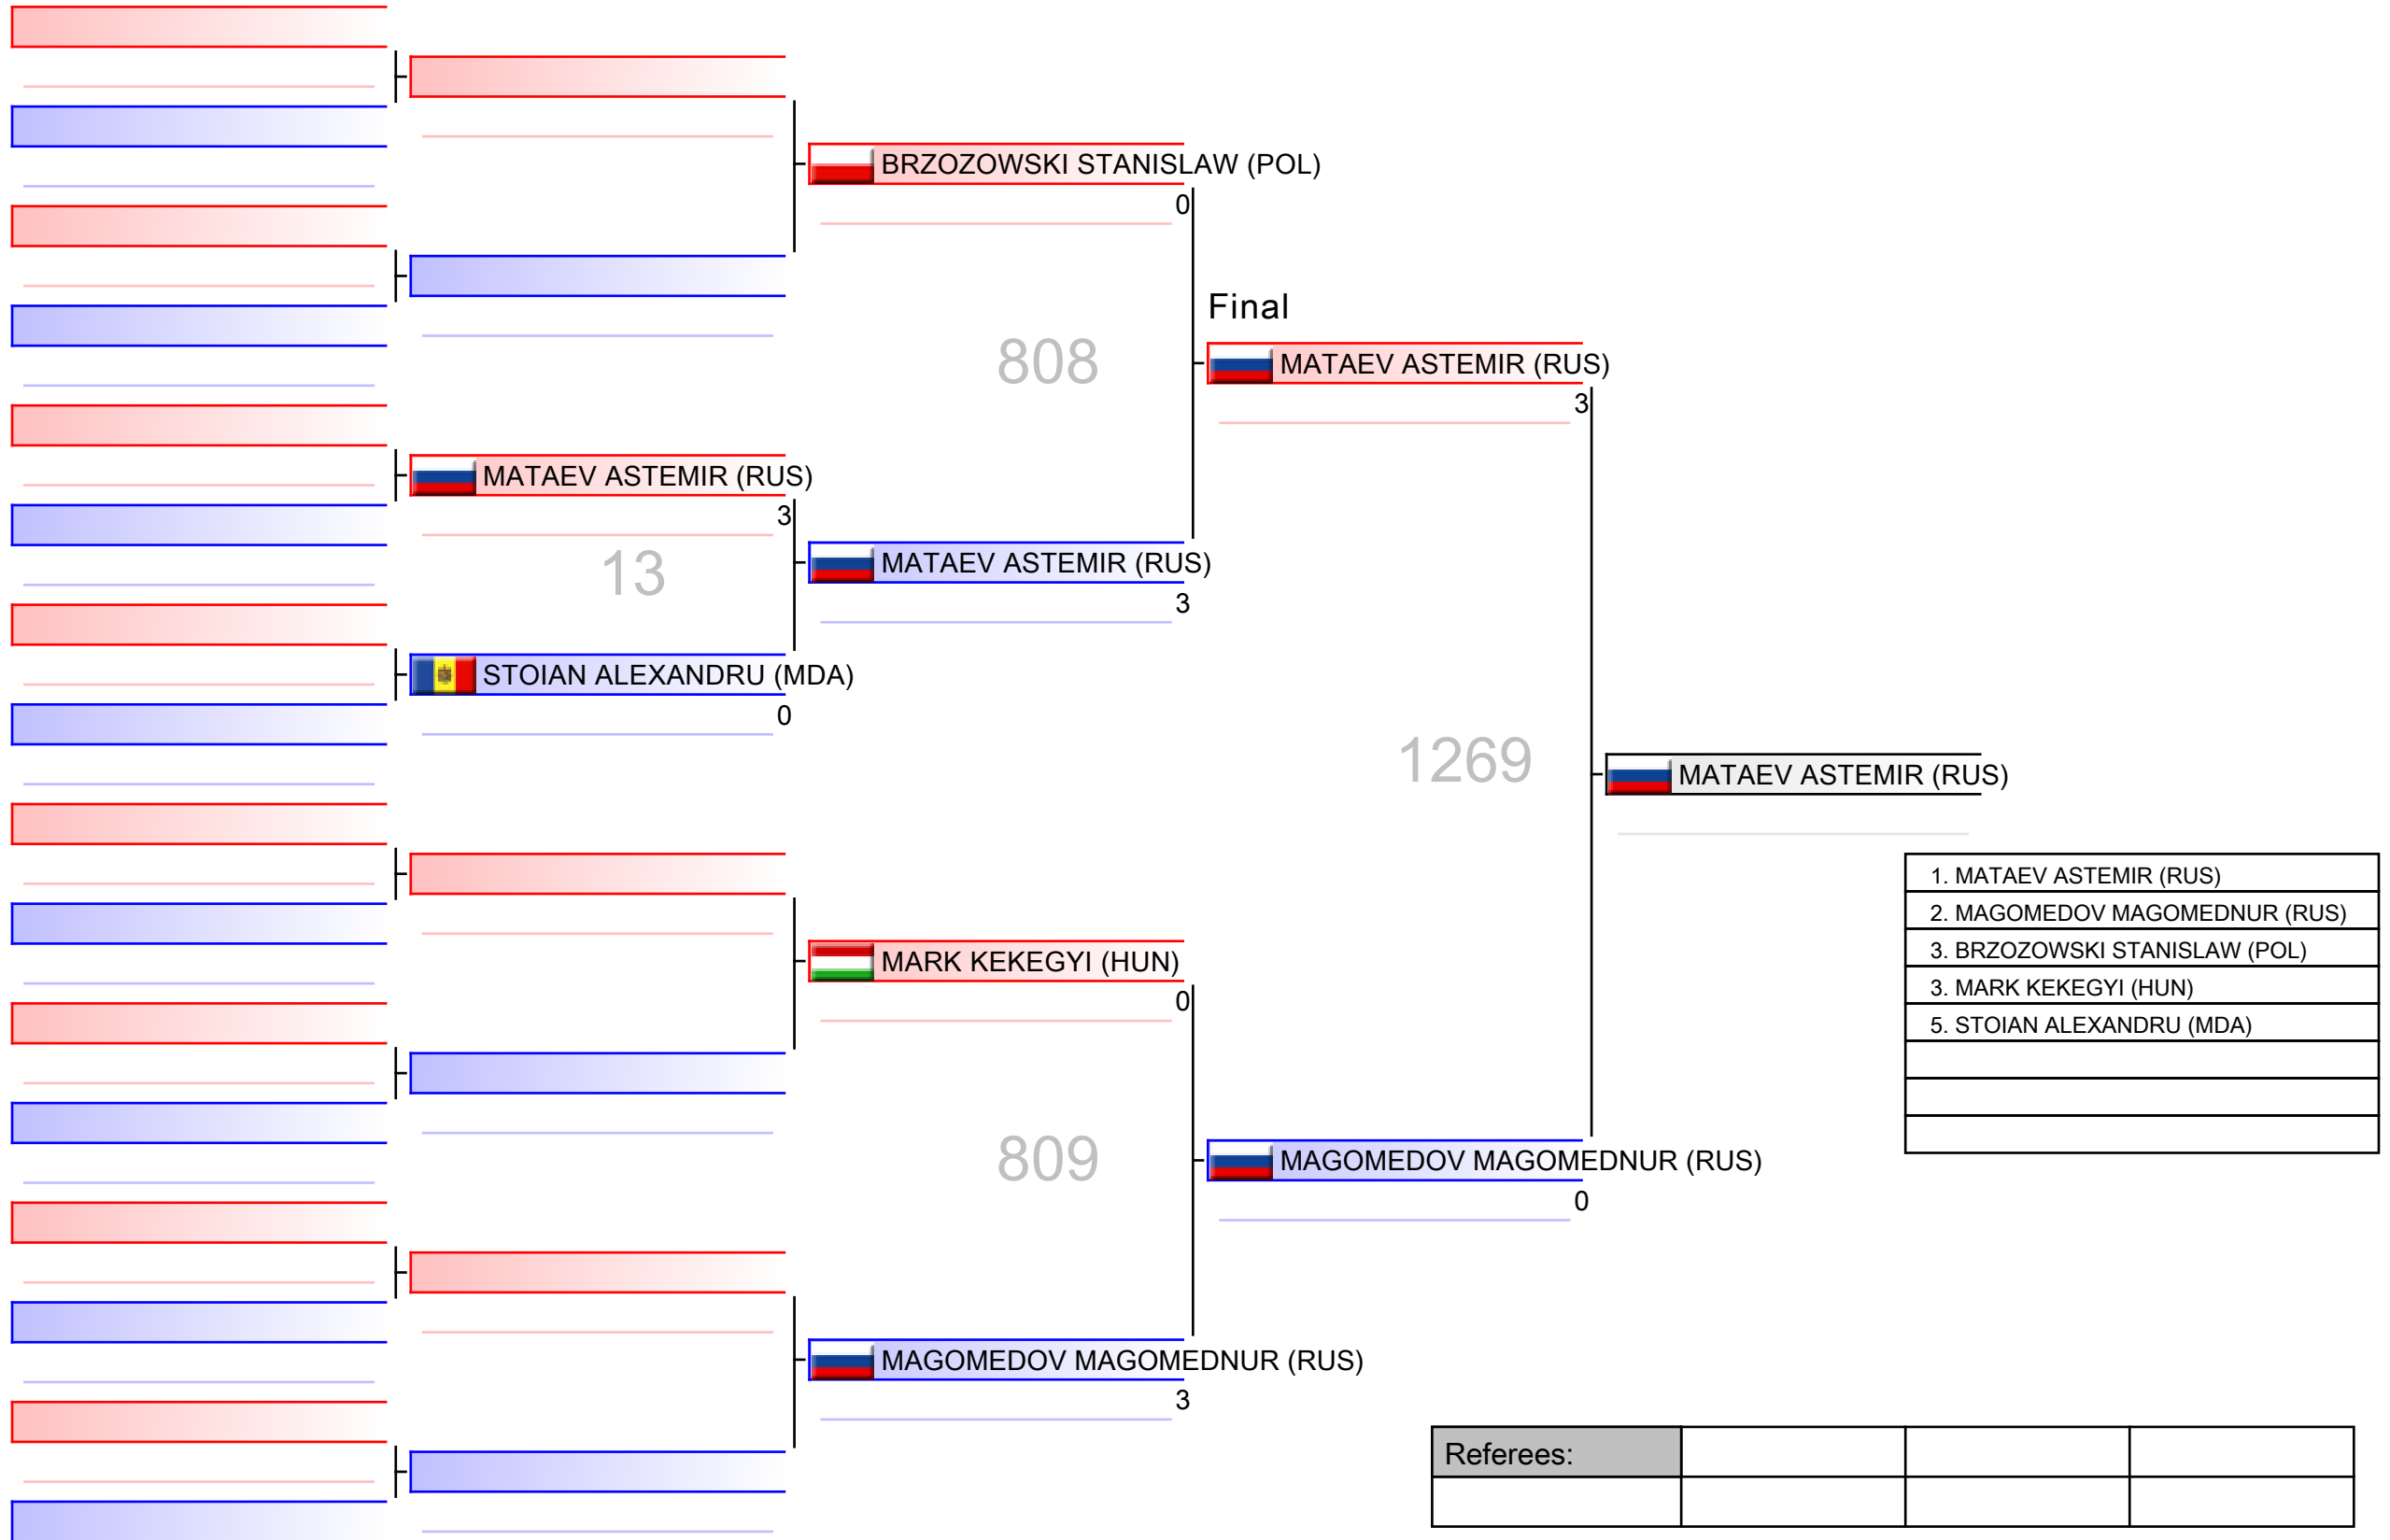 BRZOZOWSKI STANISLAW (POL)
0
Final
808
MATAEV ASTEMIR (RUS)
3
MATAEV ASTEMIR (RUS)
3
13
MATAEV ASTEMIR (RUS)
3
STOIAN ALEXANDRU (MDA)
0
1269
MATAEV ASTEMIR (RUS)
1. MATAEV ASTEMIR (RUS)
2. MAGOMEDOV MAGOMEDNUR (RUS)
3. BRZOZOWSKI STANISLAW (POL)
3. MARK KEKEGYI (HUN)
5. STOIAN ALEXANDRU (MDA)
MARK KEKEGYI (HUN)
0
809
MAGOMEDOV MAGOMEDNUR (RUS)
0
MAGOMEDOV MAGOMEDNUR (RUS)
3
Referees: